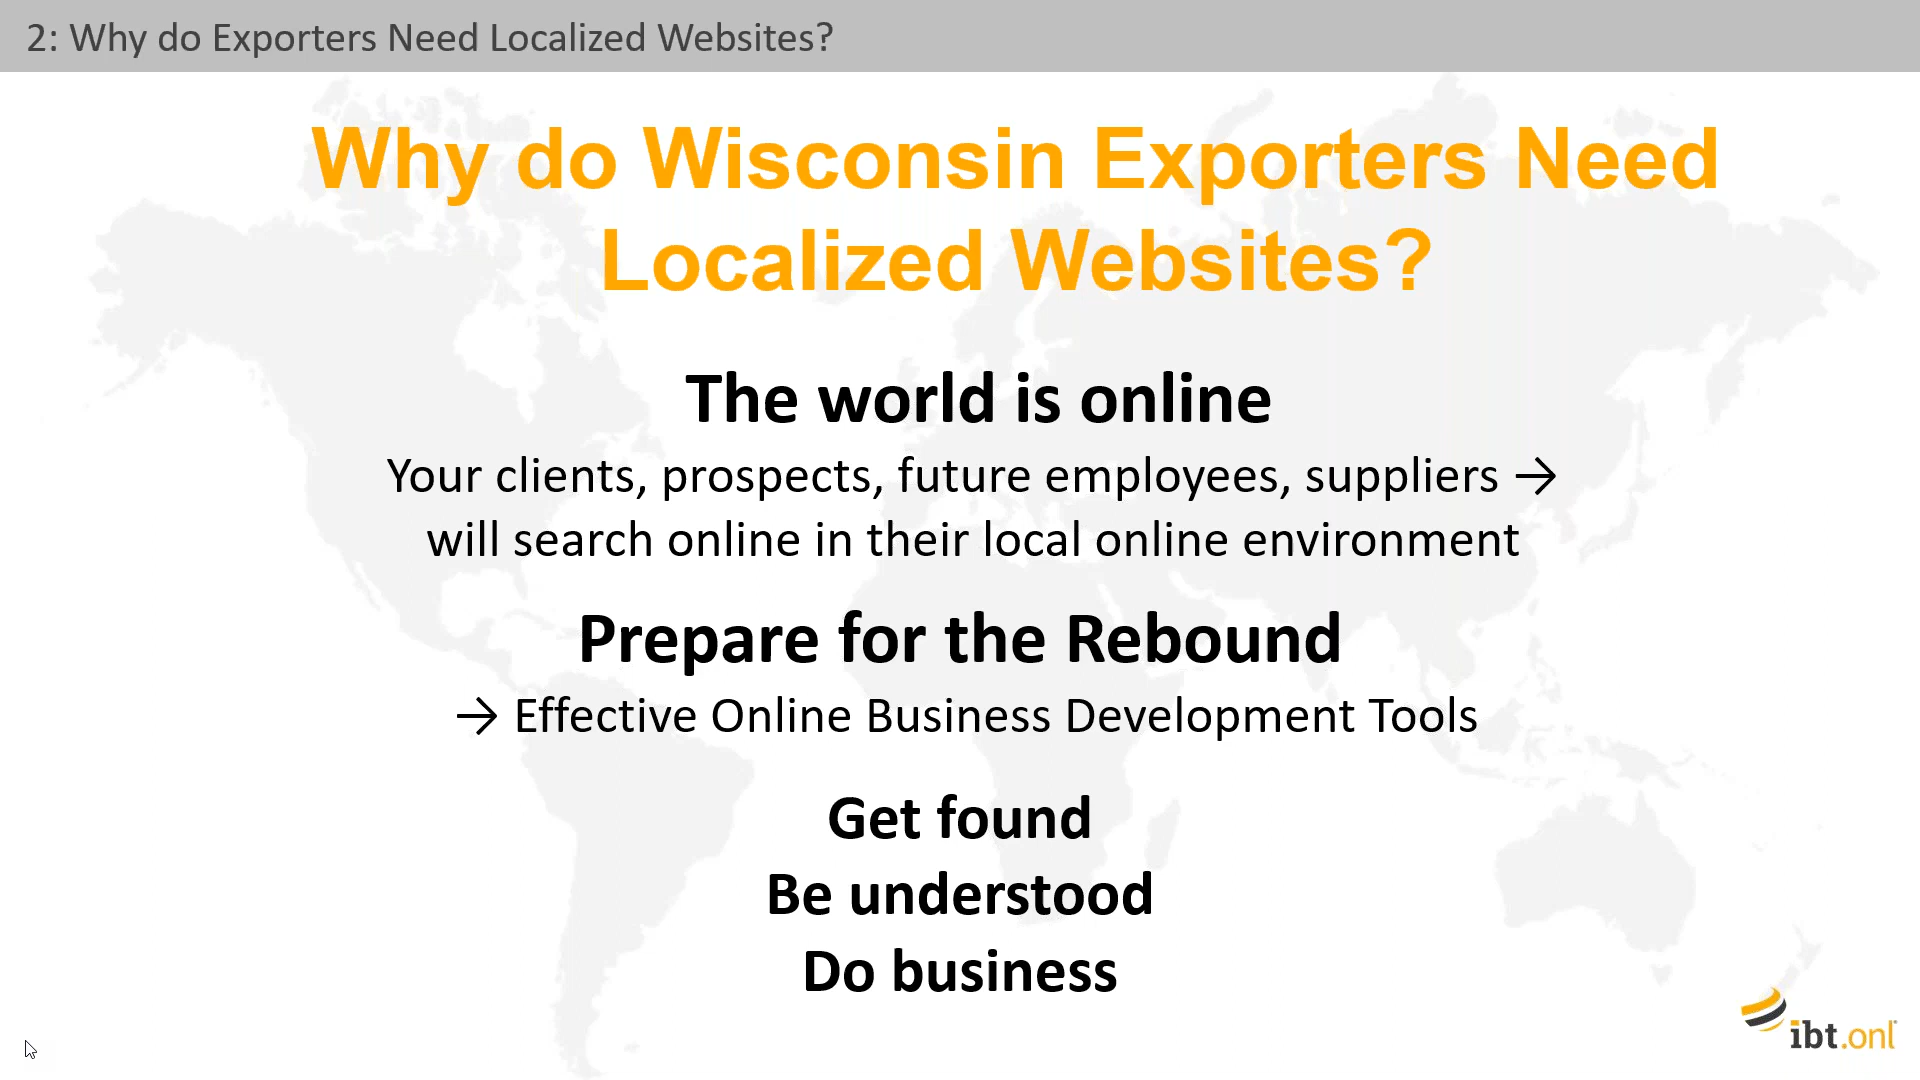 2: Why do Exporters Need Localized Websites?
Why do Wisconsin Exporters Need
Localized Websites?
The world is online
Your clients, prospects, future employees, suppliers →
will search online in their local online environment
Prepare for the Rebound
→ Effective Online Business Development Tools
Get found
Be understood
Do business
ibt.onl